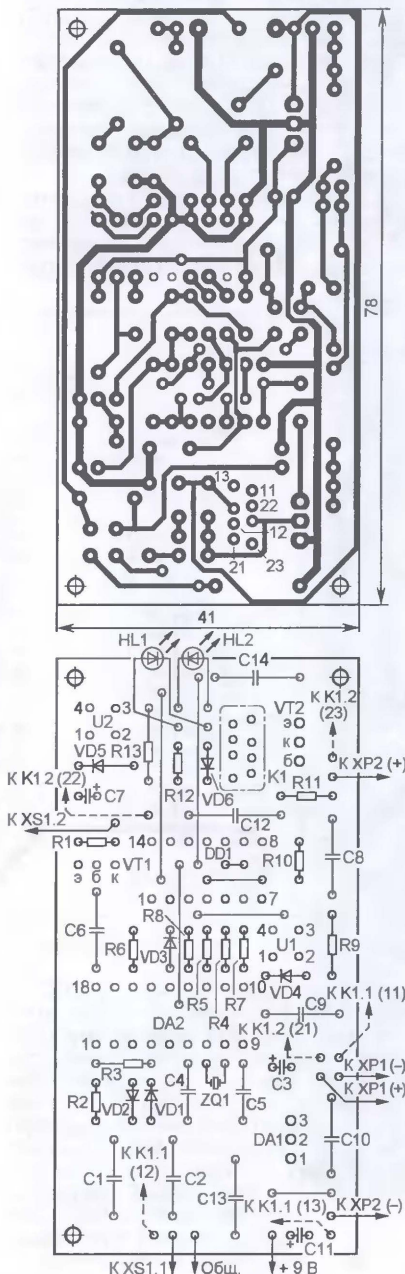 78
13
11
22
12
21
23
41
HL1
HL2
C14
К К1.2
(23)
4
3
U2
1
2
VT2
э
к
б
К XP2 (+)
VD5
R13
К К1.2 (22)
C7
R12
VD6
К1
R11
К XS1.2
C12
R1
14
8
DD1
R10
C8
VT1
э б к
1
7
R8
C6
R6
VD3
4
3
U1
1
2
R9
R5
R7
R4
VD4
18
10
C9
К К1.1 (11)
DA2
К К1.2 (21)
1
9
R3
C4
ZQ1
C5
C3
К XP1 (–)
К XP1 (+)
R2
VD2
VD1
3
DA1
2
1
C10
К К1.1
(12)
C1
C2
C13
К К1.1 (13)
К XP2 (–)
C11
К XS1.1
Общ.
+ 9 В